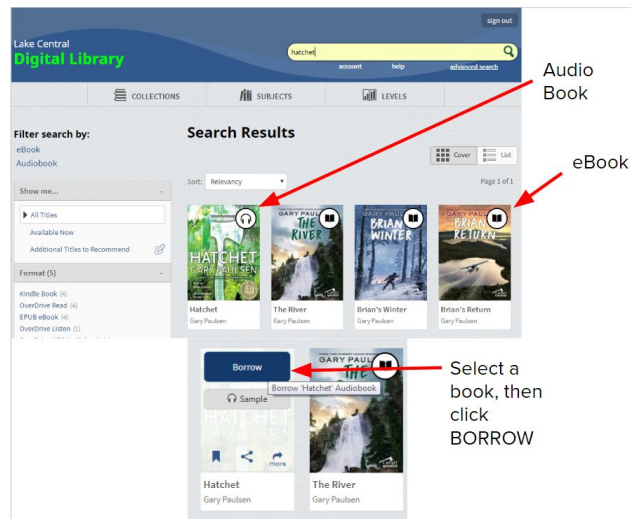 sign out
Lake Central
Digital Library
hatchet
account help advanced search
COLLECTIONS SUBJECTS LEVELS
Audio
Book
Filter search by:
eBook
Audiobook
Search Results
Cover List
eBook
Sort: Relevancy
Page 1 of 1
Show me... -
All Titles
Available Now
Additional Titles to Recommend
Format (5) -
Kindle Book (4)
OverDrive Read (4)
EPUB eBook (4)
OverDrive Listen (1)
HATCHET
GARY PAULSEN
GARY PAUL
THE
RIVER
GARY PAUL
BRIAN
WINTER
GARY PAUL
BRIAN
RETURN
Hatchet
Gary Paulsen
The River
Gary Paulsen
Brian's Winter
Gary Paulsen
Brian's Return
Gary Paulsen
Borrow
Borrow 'Hatchet' Audiobook
Sample
HATCHET
more
GARY PAUL
THE
Hatchet
Gary Paulsen
The River
Gary Paulsen
Select a
book, then
click
BORROW